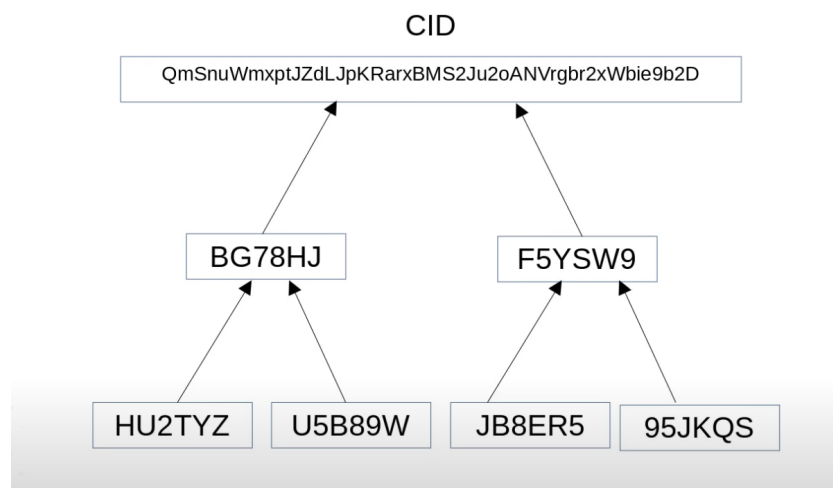 CID
QmSnuWmxptJZdLJpKRarxBMS2Ju2oANVrgbr2xWbie9b2D
BG78HJ
F5YSW9
HU2TYZ
U5B89W
JB8ER5
95JKQS